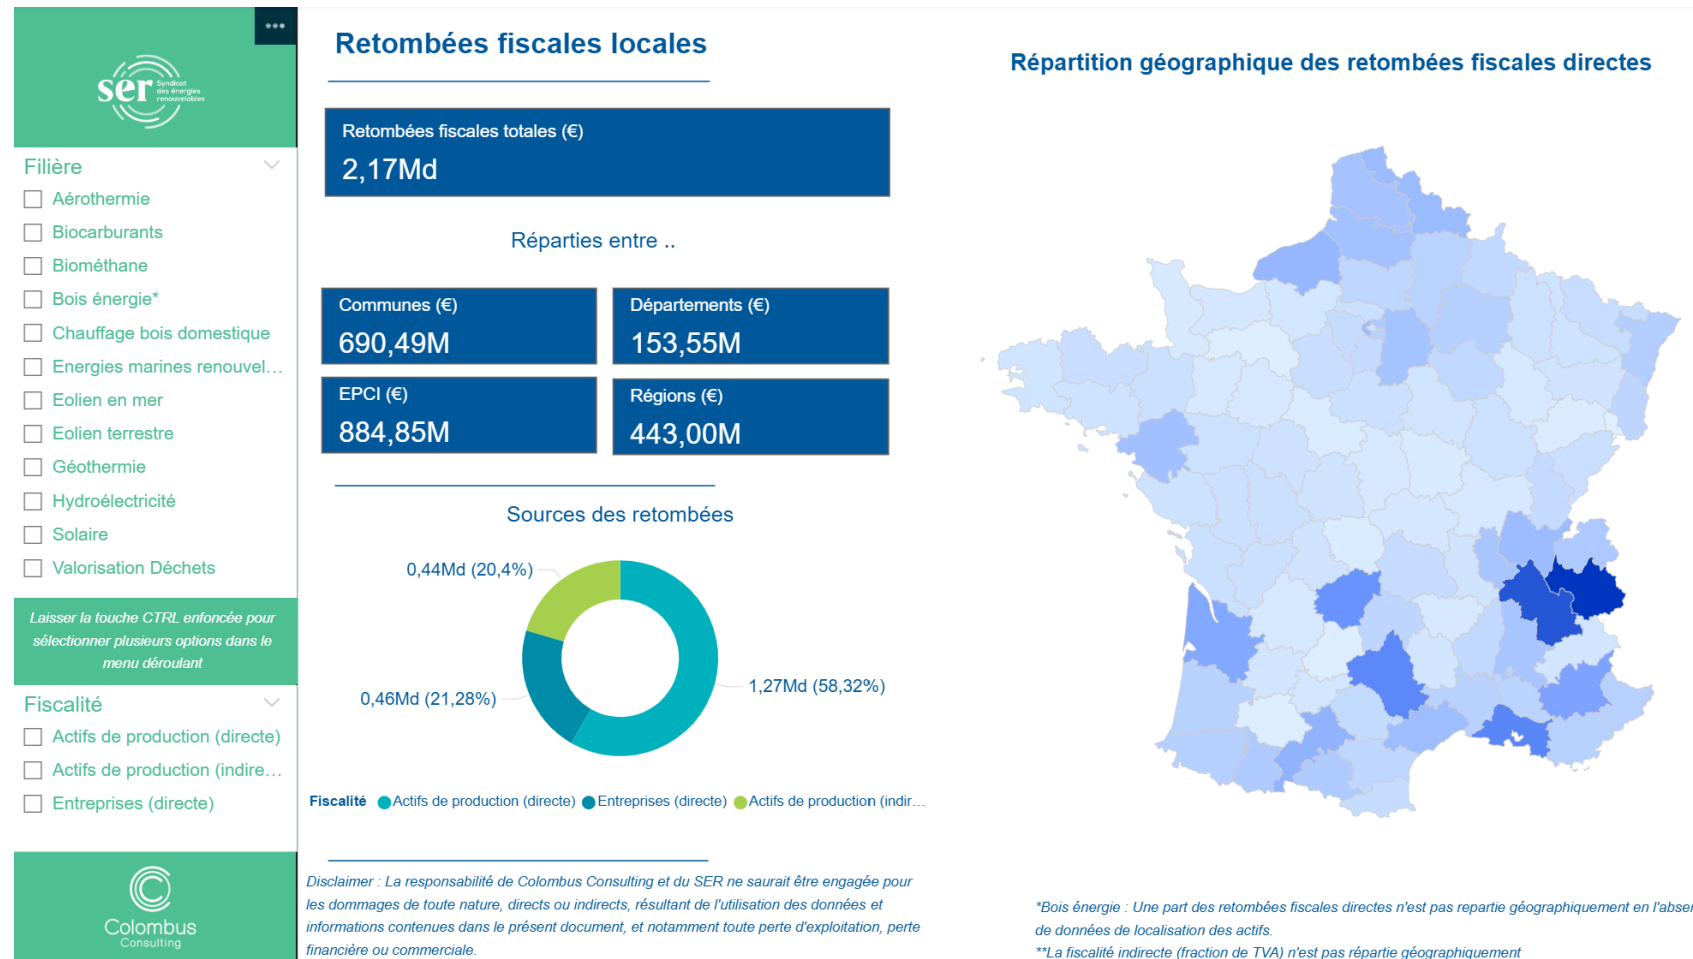 sēr Syndicat
des énergies
renouvelables
Filière
Aérothermie
Biocarburants
Biométhane
Bois énergie*
Chauffage bois domestique
Energies marines renouvel...
Eolien en mer
Eolien terrestre
Géothermie
Hydroélectricité
Solaire
Valorisation Déchets
Laisser la touche CTRL enfoncée pour
sélectionner plusieurs options dans le
menu déroulant
Fiscalité
Actifs de production (directe)
Actifs de production (indire...
Entreprises (directe)
Colombus
Consulting
Retombées fiscales locales
Retombées fiscales totales (€)
2,17Md
Réparties entre ..
Communes (€)
690,49M
Départements (€)
153,55M
EPCI (€)
884,85M
Régions (€)
443,00M
Sources des retombées
0,44Md (20,4%)
0,46Md (21,28%)
1,27Md (58,32%)
Fiscalité Actifs de production (directe) Entreprises (directe) Actifs de production (indir...
Disclaimer : La responsabilité de Colombus Consulting et du SER ne saurait être engagée pour
les dommages de toute nature, directs ou indirects, résultant de l'utilisation des données et
informations contenues dans le présent document, et notamment toute perte d'exploitation, perte
financière ou commerciale.
Répartition géographique des retombées fiscales directes
*Bois énergie : Une part des retombées fiscales directes n'est pas repartie géographiquement en l'abser
de données de localisation des actifs.
**La fiscalité indirecte (fraction de TVA) n'est pas répartie géographiquement